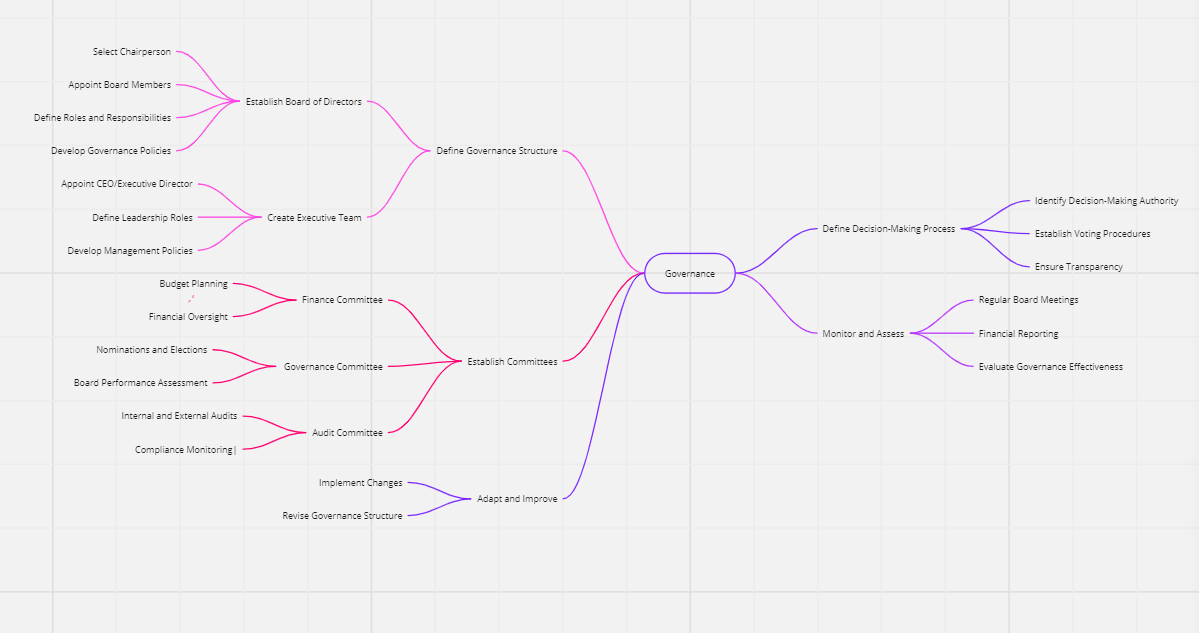 Select Chairperson
Appoint Board Members
Define Roles and Responsibilities
Develop Governance Policies
Establish Board of Directors
Appoint CEO/Executive Director
Define Leadership Roles
Develop Management Policies
Create Executive Team
Define Governance Structure
Budget Planning
Financial Oversight
Finance Committee
Nominations and Elections
Board Performance Assessment
Governance Committee
Internal and External Audits
Compliance Monitoring|
Audit Committee
Establish Committees
Implement Changes
Revise Governance Structure
Adapt and Improve
Governance
Define Decision-Making Process
Identify Decision-Making Authority
Establish Voting Procedures
Ensure Transparency
Monitor and Assess
Regular Board Meetings
Financial Reporting
Evaluate Governance Effectiveness